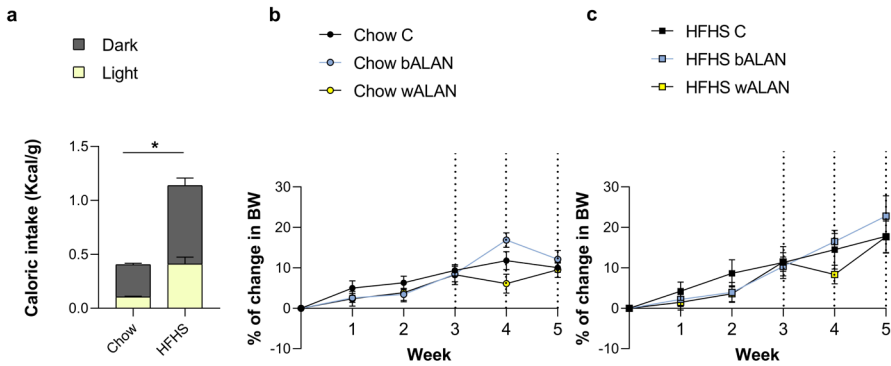 a
Dark
Light
Caloric intake (Kcal/g)
1.5
1.0
0.5
0.0
*
Chow
HFHS
b
Chow C
Chow bALAN
Chow wALAN
% of change in BW
30
20
10
0
-10
1 2 3 4 5
Week
c
HFHS C
HFHS bALAN
HFHS wALAN
% of change in BW
30
20
10
0
-10
1 2 3 4 5
Week